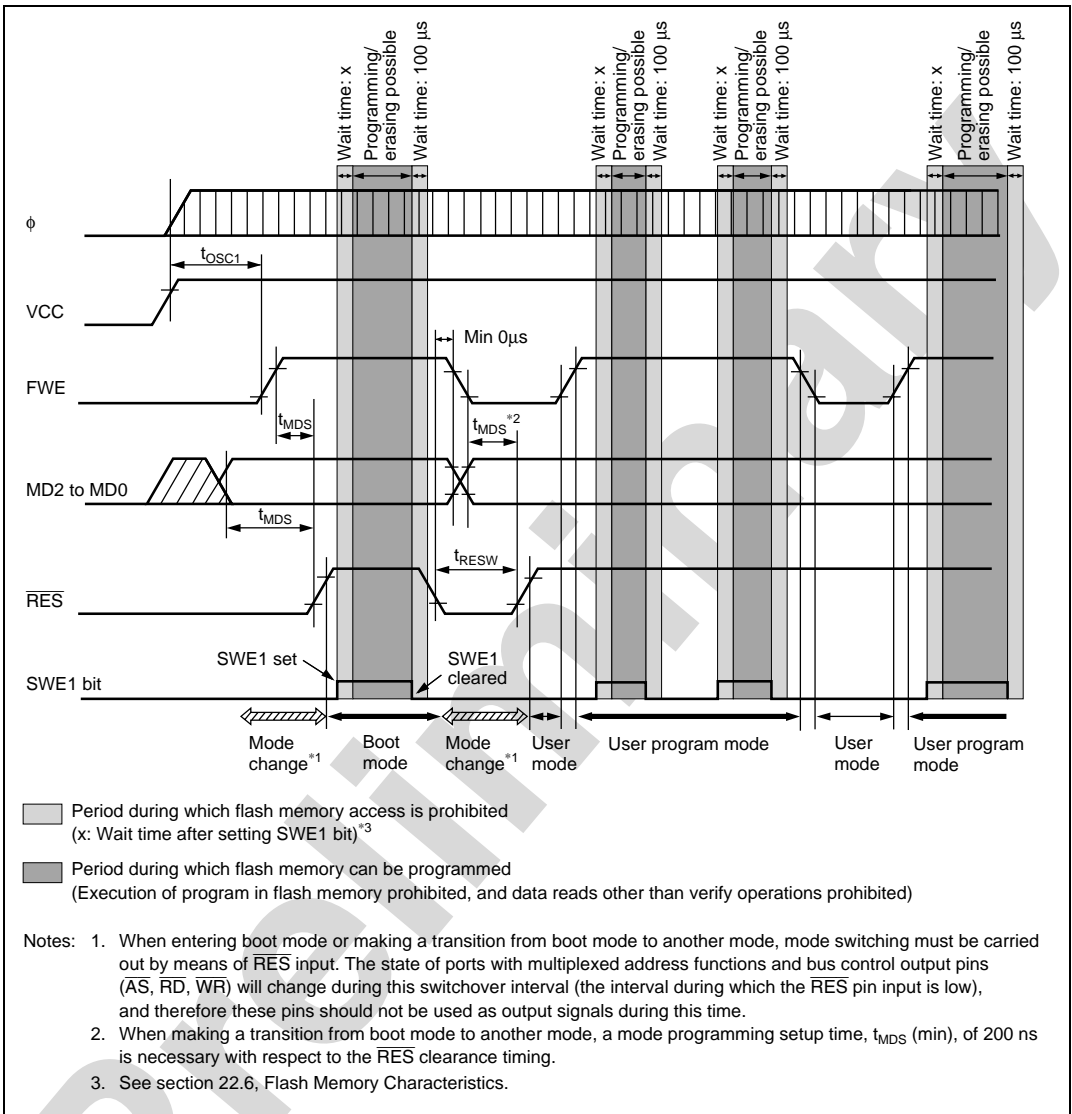 Wait time: x
Programming/
erasing possible
Wait time: 100 µs
Wait time: x
Programming/
erasing possible
Wait time: 100 µs
Wait time: x
Programming/
erasing possible
Wait time: 100 µs
Wait time: x
Programming/
erasing possible
Wait time: 100 µs
ϕ
tOSC1
VCC
Min 0µs
FWE
tMDS
tMDS*2
MD2 to MD0
tMDS
tRESW
RES
SWE1 set
SWE1
cleared
SWE1 bit
Mode
change*1
Boot
mode
Mode
change*1
User
mode
User program mode
User
mode
User program
mode
Period during which flash memory access is prohibited
(x: Wait time after setting SWE1 bit)*3
Period during which flash memory can be programmed
(Execution of program in flash memory prohibited, and data reads other than verify operations prohibited)
Notes: 1. When entering boot mode or making a transition from boot mode to another mode, mode switching must be carried
out by means of RES input. The state of ports with multiplexed address functions and bus control output pins
(AS, RD, WR) will change during this switchover interval (the interval during which the RES pin input is low),
and therefore these pins should not be used as output signals during this time.
2. When making a transition from boot mode to another mode, a mode programming setup time, tMDS (min), of 200 ns
is necessary with respect to the RES clearance timing.
3. See section 22.6, Flash Memory Characteristics.
Preliminary